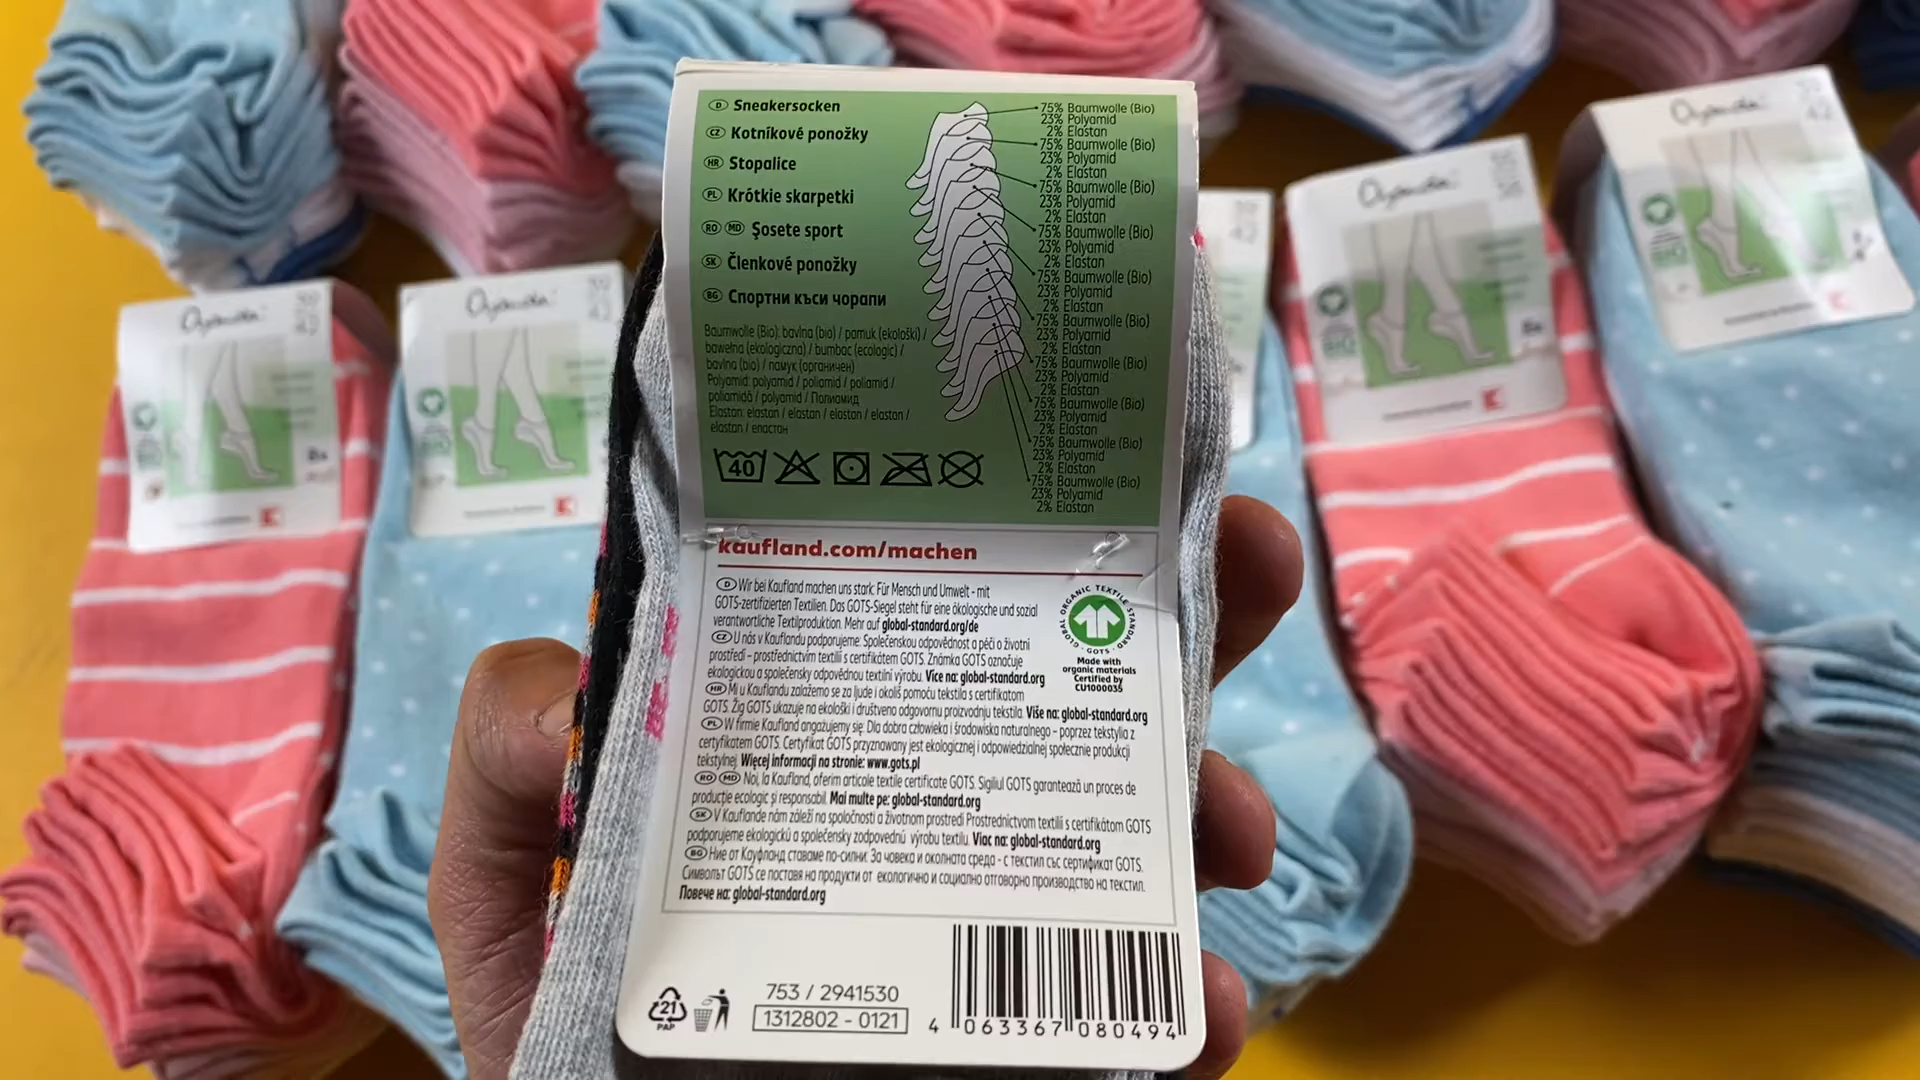 D Sneakersocken
CZ Kotníkové ponožky
HR Stopalice
PL Krótkie skarpetki
RO MD Șosete sport
SK Členkové ponožky
BG Спортни къси чорапи
Baumwolle (Bio): bavlna (bio) / pamuk (ekološki) /
bawełna (ekologiczna) / bumbac (ecologic) /
bavlna (bio) / памук (органичен)
Polyamid: polyamid / poliamid / poliamid /
poliamidă / polyamid / Полиамид
Elastan: elastan / elastan / elastan / elastan /
elastan / еластан
75% Baumwolle (Bio)
23% Polyamid
2% Elastan
75% Baumwolle (Bio)
23% Polyamid
2% Elastan
75% Baumwolle (Bio)
23% Polyamid
2% Elastan
75% Baumwolle (Bio)
23% Polyamid
2% Elastan
75% Baumwolle (Bio)
23% Polyamid
2% Elastan
75% Baumwolle (Bio)
23% Polyamid
2% Elastan
75% Baumwolle (Bio)
23% Polyamid
2% Elastan
75% Baumwolle (Bio)
23% Polyamid
2% Elastan
75% Baumwolle (Bio)
23% Polyamid
2% Elastan
75% Baumwolle (Bio)
23% Polyamid
2% Elastan
40
kaufland.com/machen
D Wir bei Kaufland machen uns stark: Für Mensch und Umwelt - mit
GOTS-zertifizierten Textilien. Das GOTS-Siegel steht für eine ökologische und sozial
verantwortliche Textilproduktion. Mehr auf global-standard.org/de
CZ U nás v Kauflandu podporujeme: Společenskou odpovědnost a péči o životní
prostředí – prostřednictvím textilií s certifikátem GOTS. Známka GOTS označuje
ekologickou a společensky odpovědnou textilní výrobu. Více na: global-standard.org
HR Mi u Kauflandu zalažemo se za ljude i okoliš pomoću tekstila s certifikatom
GOTS. Žig GOTS ukazuje na ekološki i društveno odgovornu proizvodnju tekstila. Više na: global-standard.org
PL W firmie Kaufland angażujemy się: Dla dobra człowieka i środowiska naturalnego – poprzez tekstylia z
certyfikatem GOTS. Certyfikat GOTS przyznawany jest ekologicznej i odpowiedzialnej społecznie produkcji
tekstylnej. Więcej informacji na stronie: www.gots.pl
RO MD Noi, la Kaufland, oferim articole textile certificate GOTS. Sigiliul GOTS garantează un proces de
producție ecologic și responsabil. Mai multe pe: global-standard.org
SK V Kauflande nám záleží na spoločnosti a životnom prostredí Prostredníctvom textilií s certifikátom GOTS
podporujeme ekologickú a spoločensky zodpovednú výrobu textilu. Viac na: global-standard.org
BG Ние от Кауфланд ставаме по-силни: За човека и околната среда - с текстил със сертификат GOTS.
Символът GOTS се поставя на продукти от екологично и социално отговорно производство на текстил.
Повече на: global-standard.org
GLOBAL ORGANIC TEXTILE STANDARD
· GOTS ·
Made with
organic materials
Certified by
CU1000035
21
PAP
753 / 2941530
1312802 - 0121
4 063367 080494